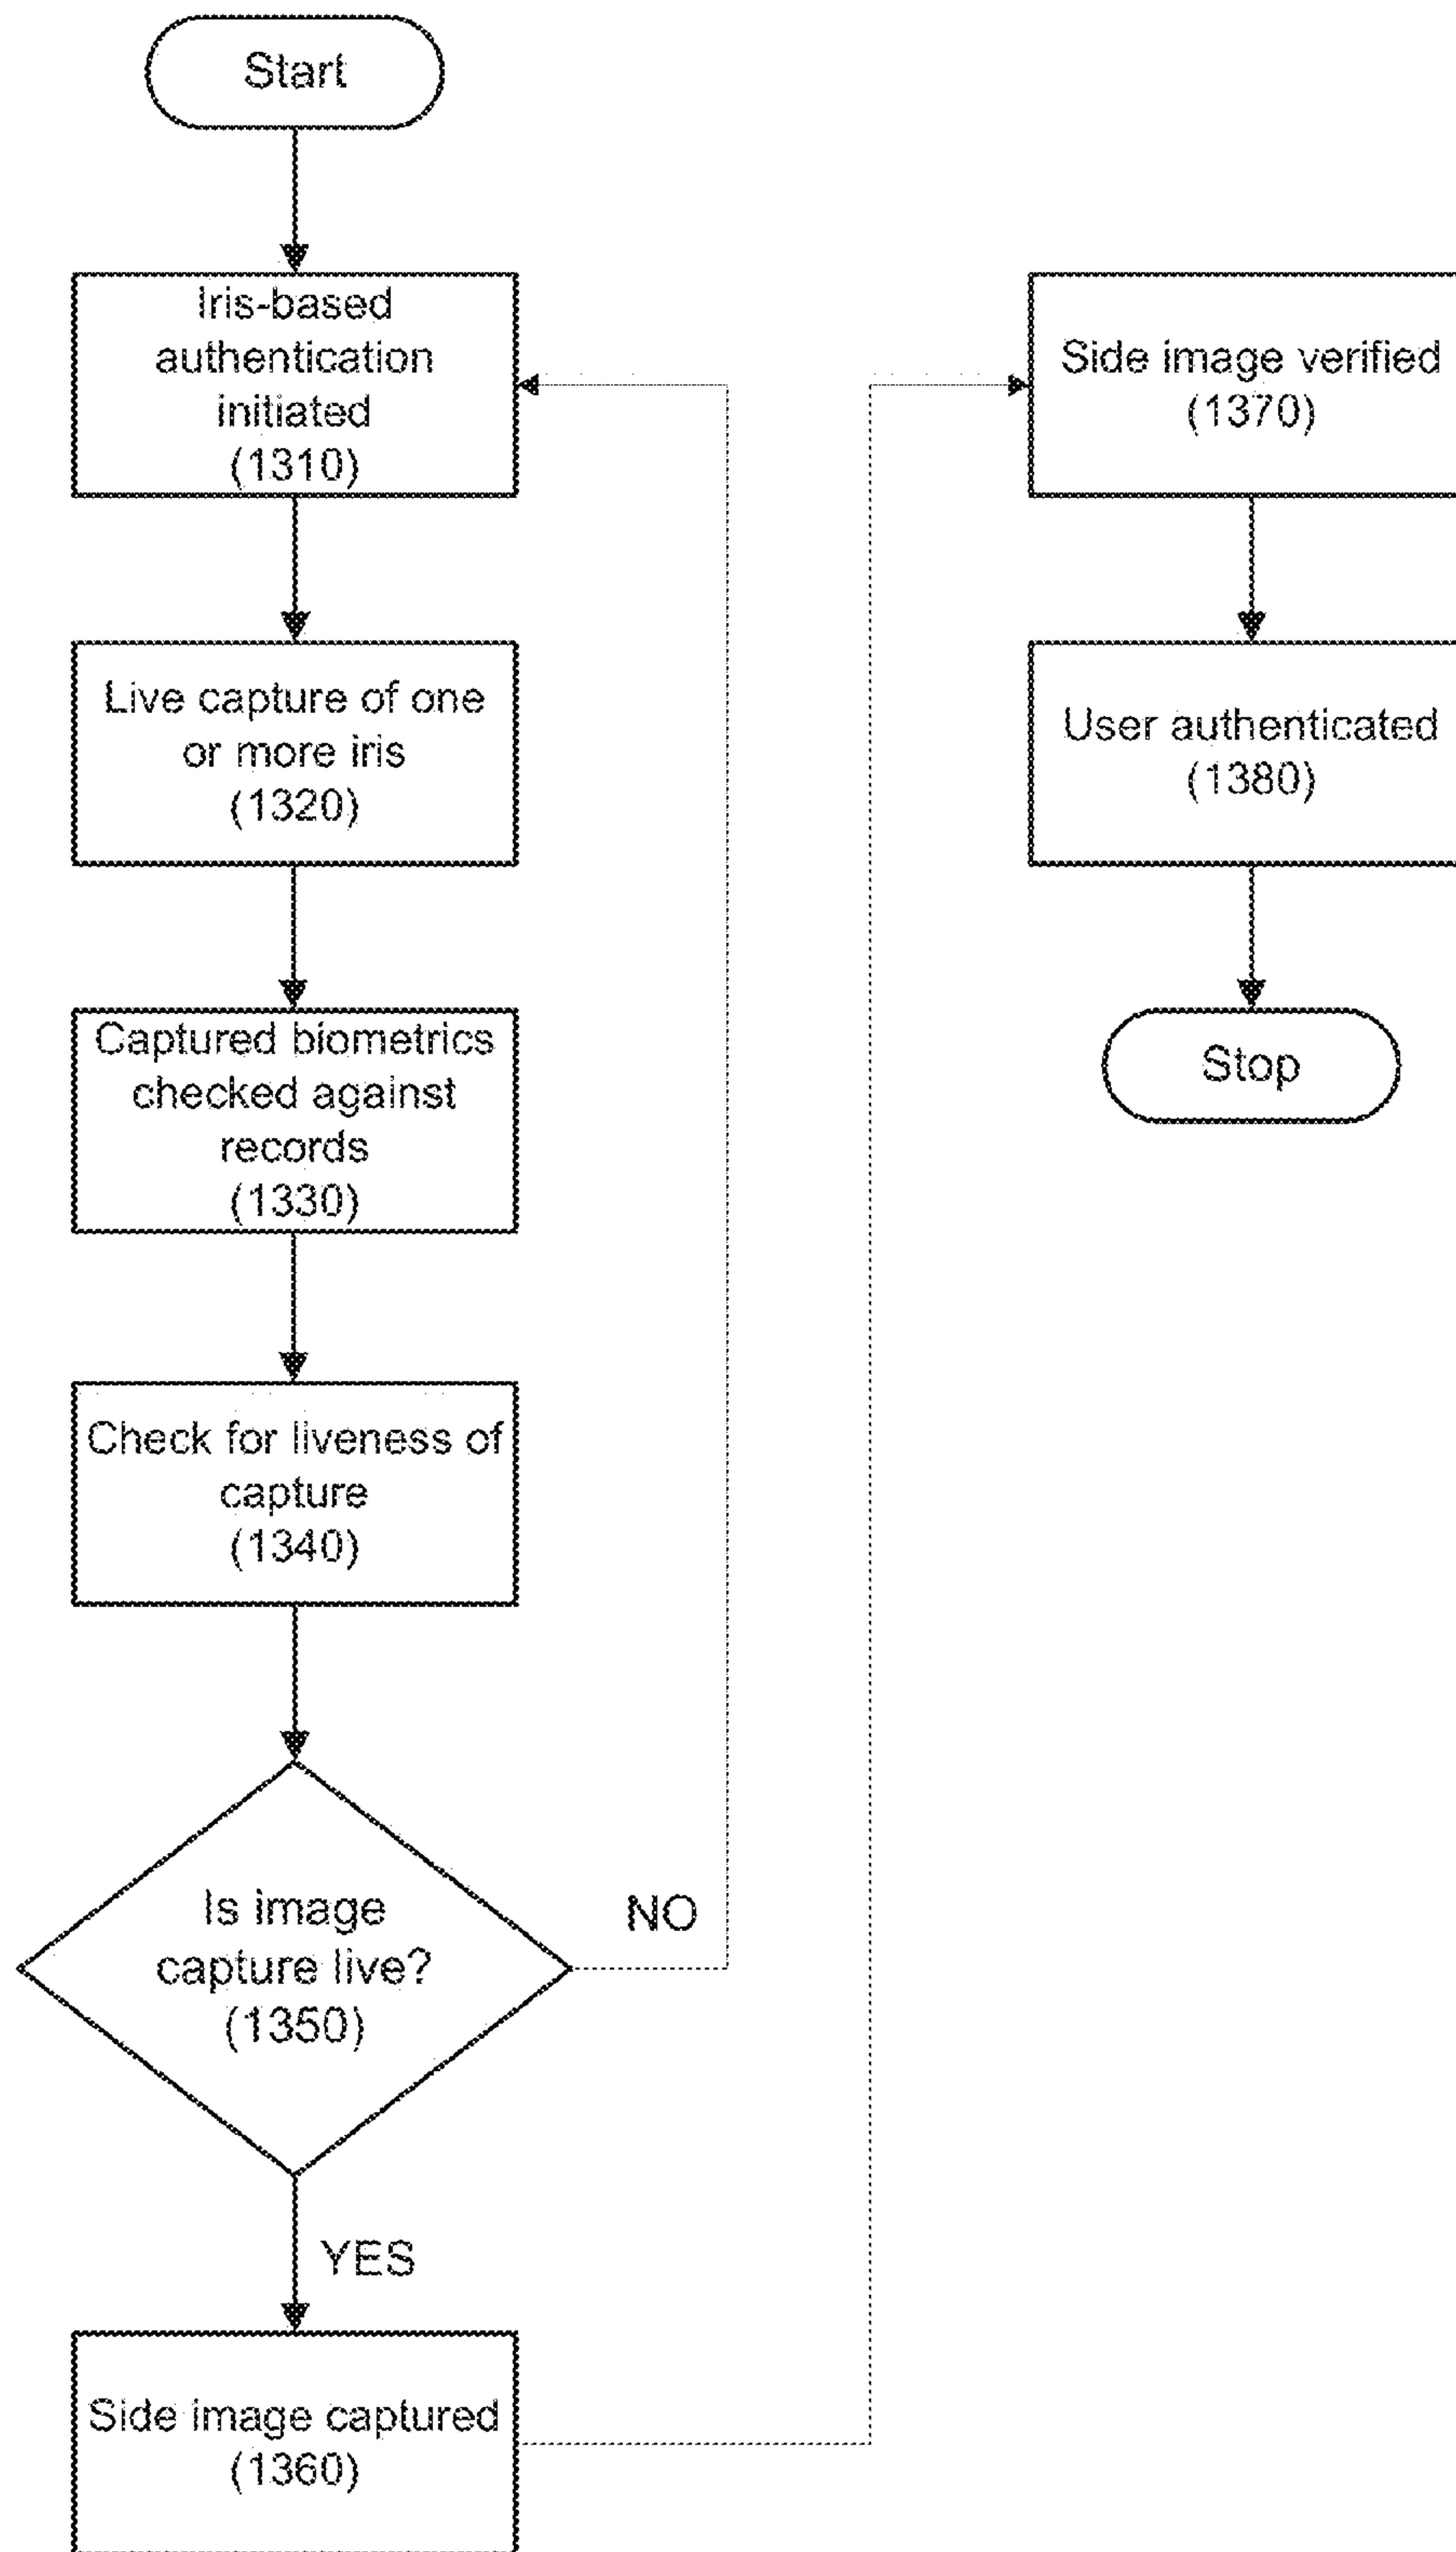 Start
Iris-based
authentication
initiated
(1310)
Live capture of one
or more iris
(1320)
Captured biometrics
checked against
records
(1330)
Check for liveness of
capture
(1340)
Is image
capture live?
(1350)
NO
YES
Side image captured
(1360)
Side image verified
(1370)
User authenticated
(1380)
Stop